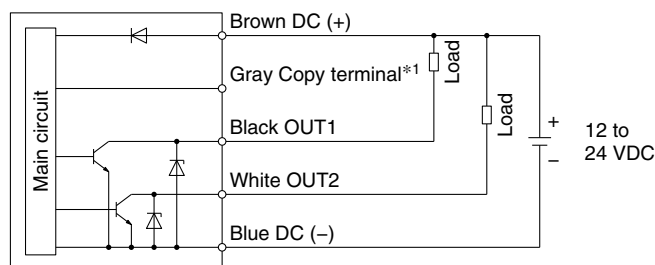 Brown DC (+)
Gray Copy terminal*1
Black OUT1
White OUT2
Blue DC (−)
Main circuit
Load
Load
+
−
12 to
24 VDC